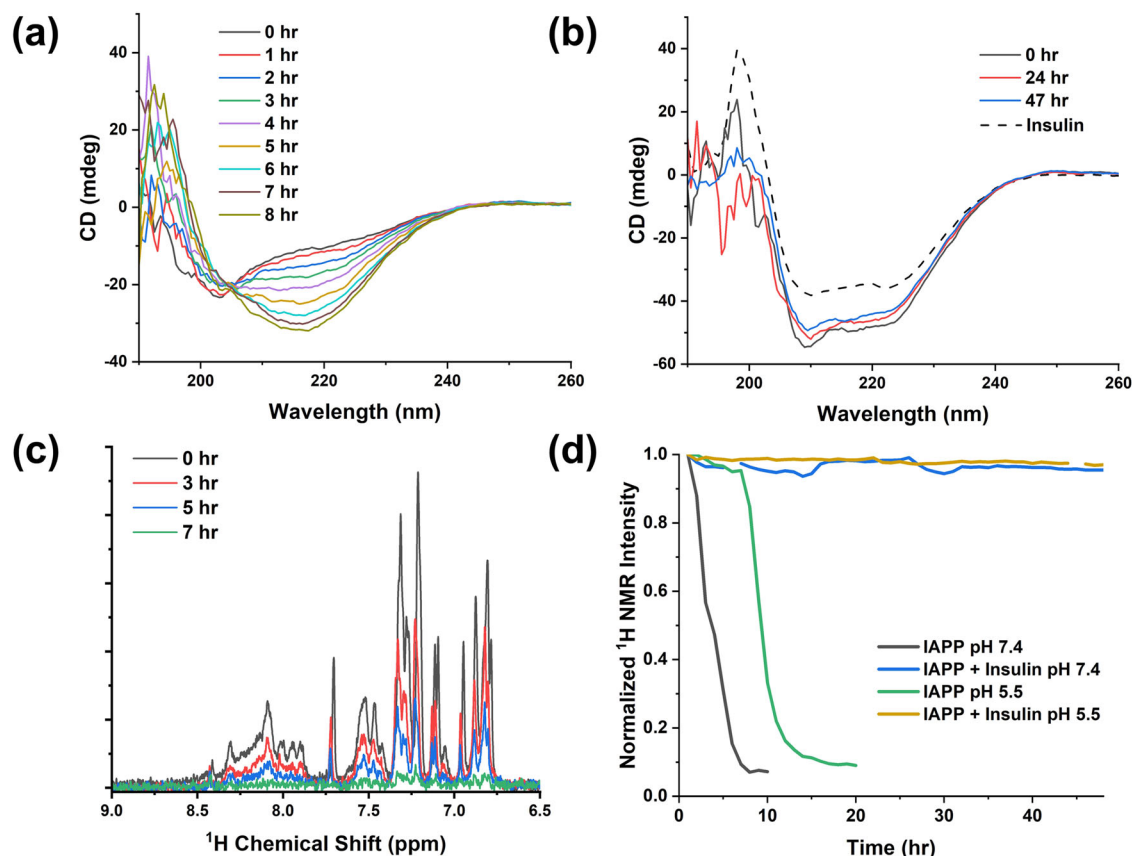 (a)
0 hr
1 hr
2 hr
3 hr
4 hr
5 hr
6 hr
7 hr
8 hr
40
20
0
-20
-40
CD (mdeg)
200
220
240
260
Wavelength (nm)
(b)
0 hr
24 hr
47 hr
Insulin
40
20
0
-20
-40
-60
CD (mdeg)
200
220
240
260
Wavelength (nm)
(c)
0 hr
3 hr
5 hr
7 hr
9.0
8.5
8.0
7.5
7.0
6.5
¹H Chemical Shift (ppm)
(d)
1.0
0.8
0.6
0.4
0.2
0.0
Normalized ¹H NMR Intensity
IAPP pH 7.4
IAPP + Insulin pH 7.4
IAPP pH 5.5
IAPP + Insulin pH 5.5
0
10
20
30
40
Time (hr)